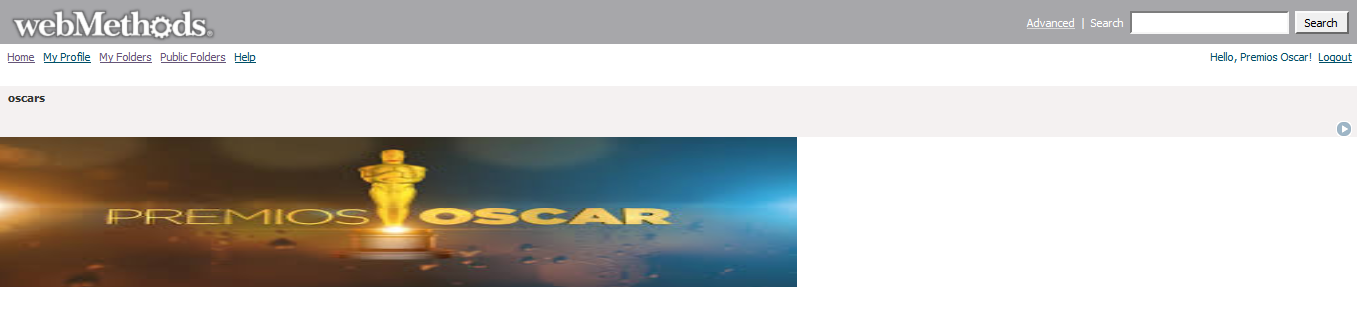 webMethods®
Advanced | Search Search
Home My Profile My Folders Public Folders Help Hello, Premios Oscar! Logout
oscars
PREMIOS OSCAR